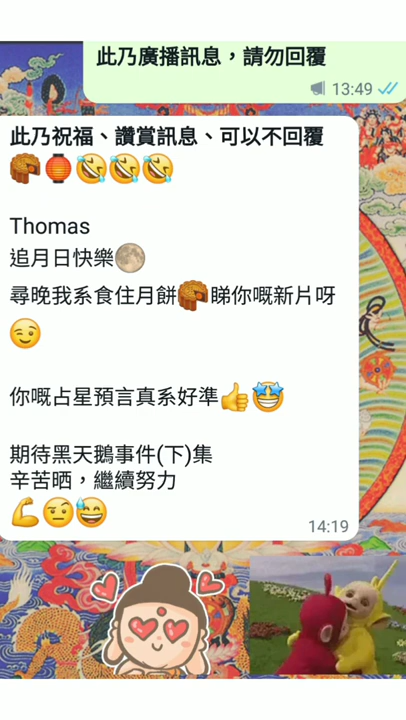 此乃廣播訊息，請勿回覆
13:49
此乃祝福、讚賞訊息、可以不回覆
🥮🏮🤣🤣🤣
Thomas
追月日快樂🌕
尋晚我系食住月餅🥮睇你嘅新片呀
😉
你嘅占星預言真系好準👍🤩
期待黑天鵝事件(下)集
辛苦晒，繼續努力
💪🤨😅
14:19